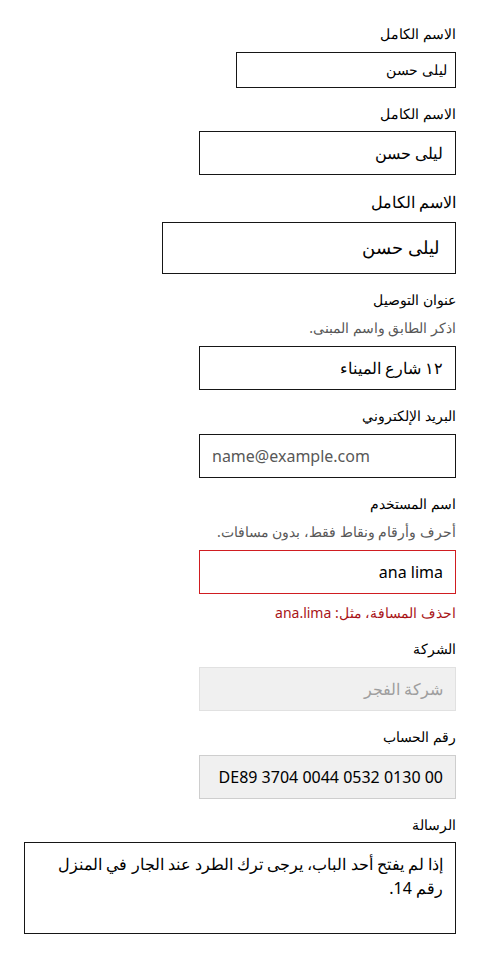 الاسم الكامل
ليلى حسن
الاسم الكامل
ليلى حسن
الاسم الكامل
ليلى حسن
عنوان التوصيل
اذكر الطابق واسم المبنى.
١٢ شارع الميناء
البريد الإلكتروني
name@example.com
اسم المستخدم
أحرف وأرقام ونقاط فقط، بدون مسافات.
ana lima
احذف المسافة، مثل: ana.lima
الشركة
شركة الفجر
رقم الحساب
DE89 3704 0044 0532 0130 00
الرسالة
إذا لم يفتح أحد الباب، يرجى ترك الطرد عند الجار في المنزل
رقم 14.